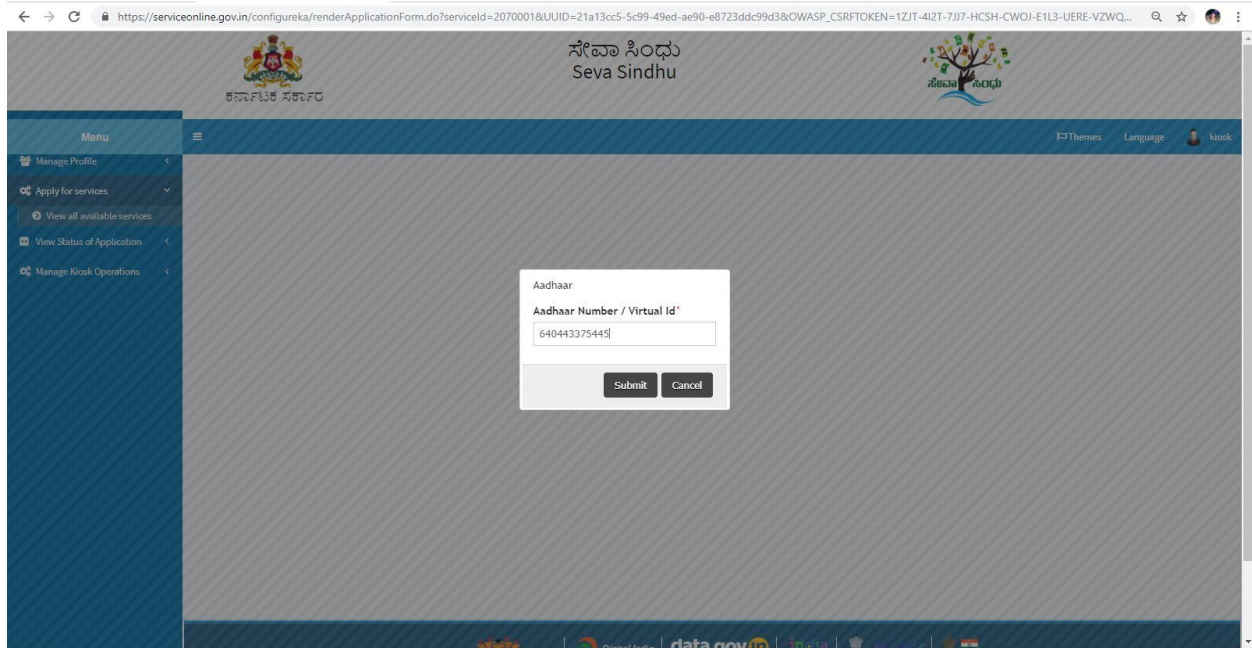 https://serviceonline.gov.in/configureka/renderApplicationForm.do?serviceId=2070001&UUID=21a13cc5-5c99-49ed-ae90-e8723ddc99d3&OWASP_CSRFTOKEN=1ZJT-4I2T-7JJ7-HCSH-CWOJ-E1L3-UERE-VZWQ...
ಕರ್ನಾಟಕ ಸರ್ಕಾರ
ಸೇವಾ ಸಿಂಧು
Seva Sindhu
ಸೇವಾ ಸಿಂಧು
Menu
Themes Language kiosk
Manage Profile
Apply for services
View all available services
View Status of Application
Manage Kiosk Operations
Aadhaar
Aadhaar Number / Virtual Id*
640443375445
Submit Cancel
Digital India data.gov in india